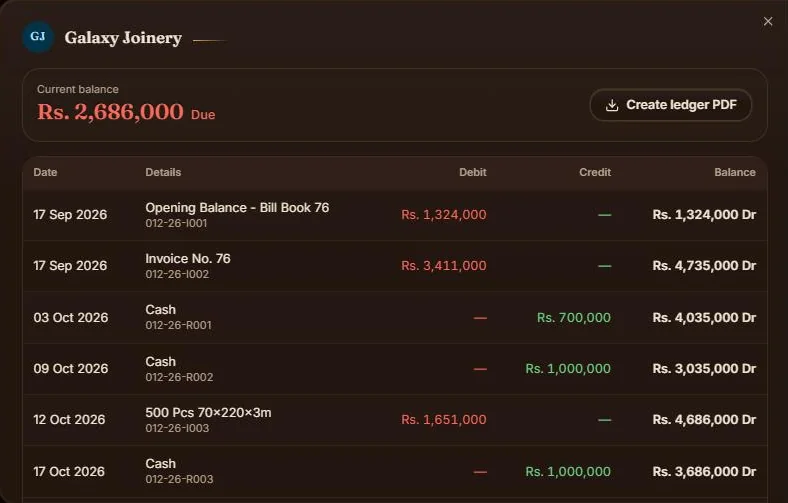 GJ Galaxy Joinery
Current balance
Rs. 2,686,000 Due
Create ledger PDF
Date Details Debit Credit Balance
17 Sep 2026 Opening Balance - Bill Book 76 Rs. 1,324,000 — Rs. 1,324,000 Dr
012-26-I001
17 Sep 2026 Invoice No. 76 Rs. 3,411,000 — Rs. 4,735,000 Dr
012-26-I002
03 Oct 2026 Cash — Rs. 700,000 Rs. 4,035,000 Dr
012-26-R001
09 Oct 2026 Cash — Rs. 1,000,000 Rs. 3,035,000 Dr
012-26-R002
12 Oct 2026 500 Pcs 70×220×3m Rs. 1,651,000 — Rs. 4,686,000 Dr
012-26-I003
17 Oct 2026 Cash — Rs. 1,000,000 Rs. 3,686,000 Dr
012-26-R003